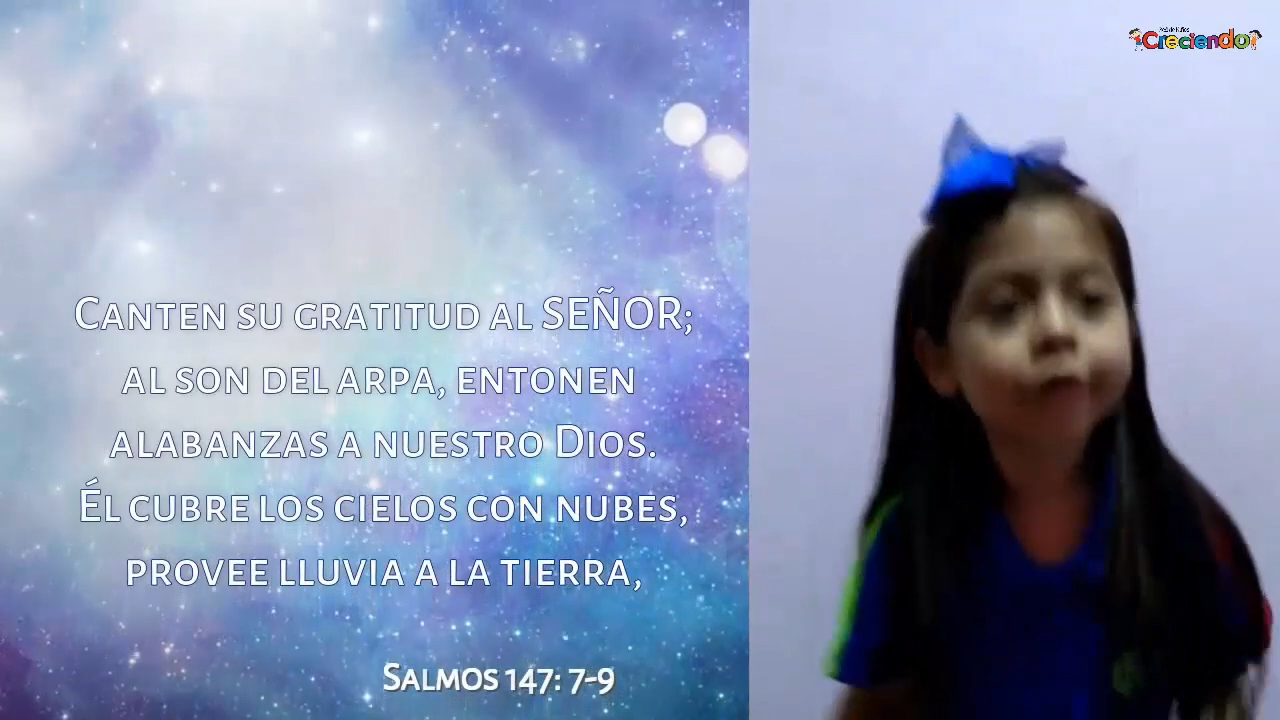 Creciendo
Canten su gratitud al SEÑOR;
al son del arpa, entonen
alabanzas a nuestro Dios.
Él cubre los cielos con nubes,
provee lluvia a la tierra,
Salmos 147: 7-9